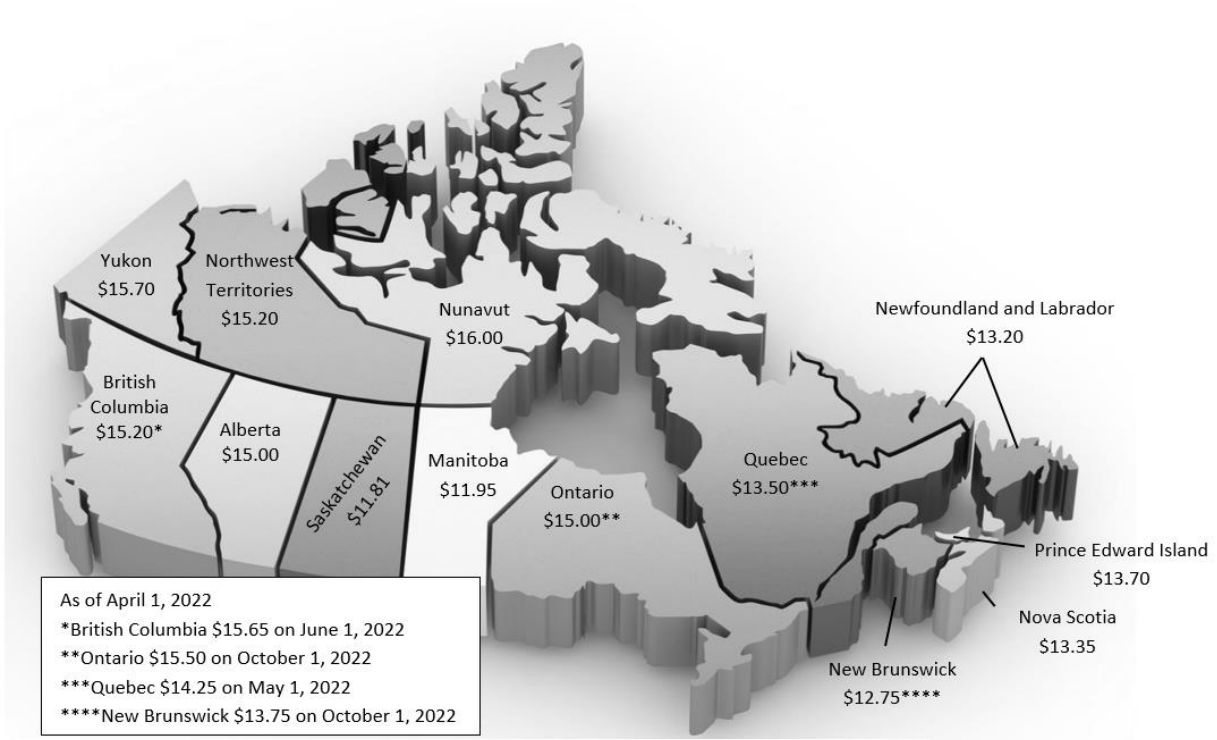 Yukon
$15.70
Northwest
Territories
$15.20
Nunavut
$16.00
Newfoundland and Labrador
$13.20
British
Columbia
$15.20*
Alberta
$15.00
Saskatchewan
$11.81
Manitoba
$11.95
Ontario
$15.00**
Quebec
$13.50***
Prince Edward Island
$13.70
Nova Scotia
$13.35
New Brunswick
$12.75****
As of April 1, 2022
*British Columbia $15.65 on June 1, 2022
**Ontario $15.50 on October 1, 2022
***Quebec $14.25 on May 1, 2022
****New Brunswick $13.75 on October 1, 2022